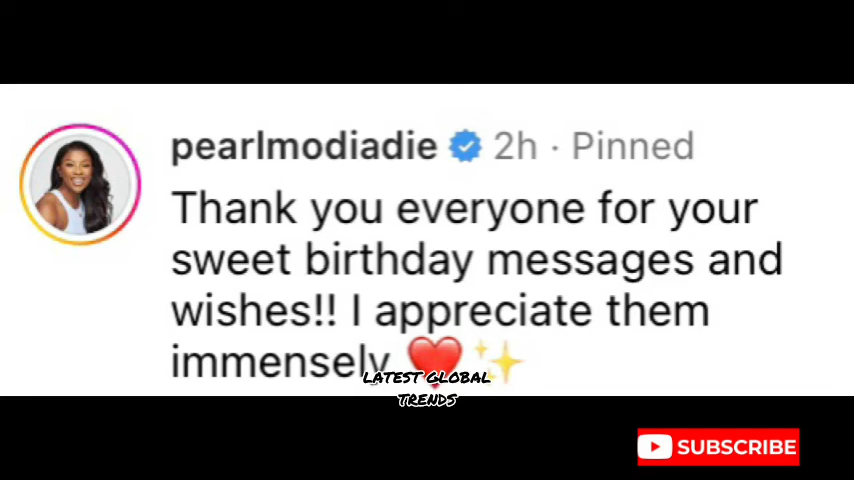 pearlmodiadie 2h · Pinned
Thank you everyone for your
sweet birthday messages and
wishes!! I appreciate them
immensely ❤️✨
LATEST GLOBAL
TRENDS
SUBSCRIBE